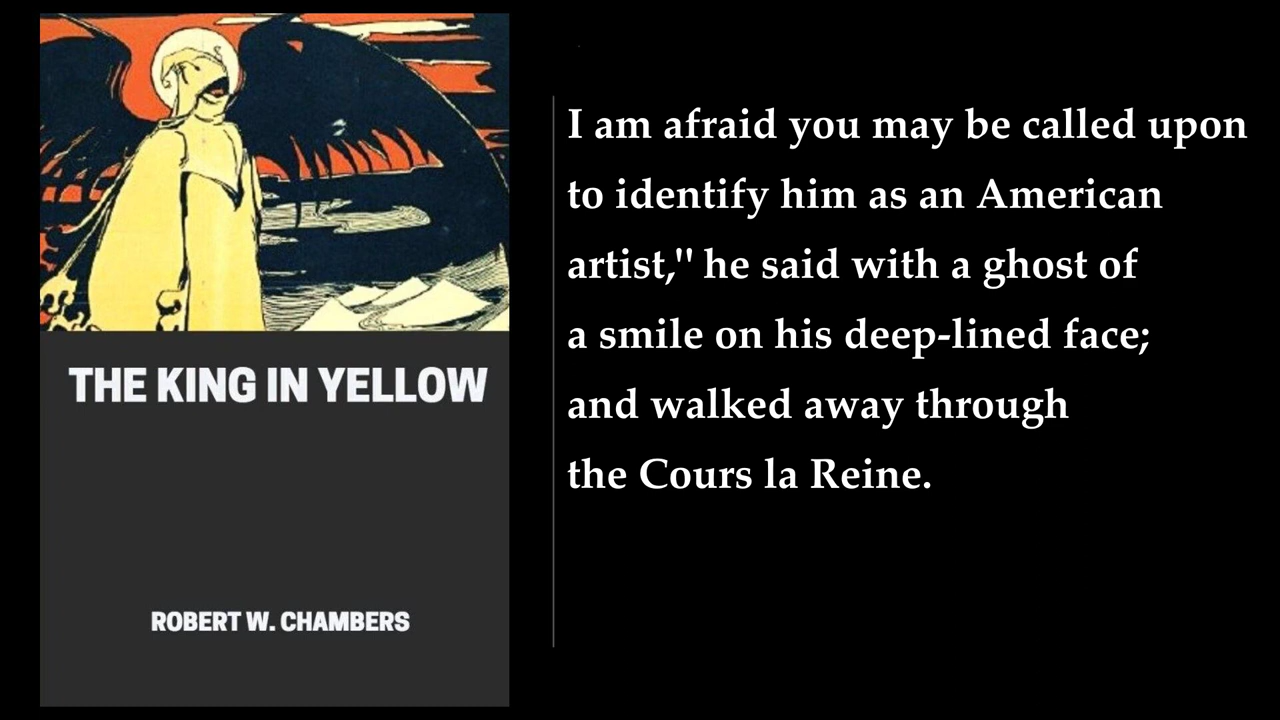 THE KING IN YELLOW
ROBERT W. CHAMBERS
I am afraid you may be called upon
to identify him as an American
artist," he said with a ghost of
a smile on his deep-lined face;
and walked away through
the Cours la Reine.